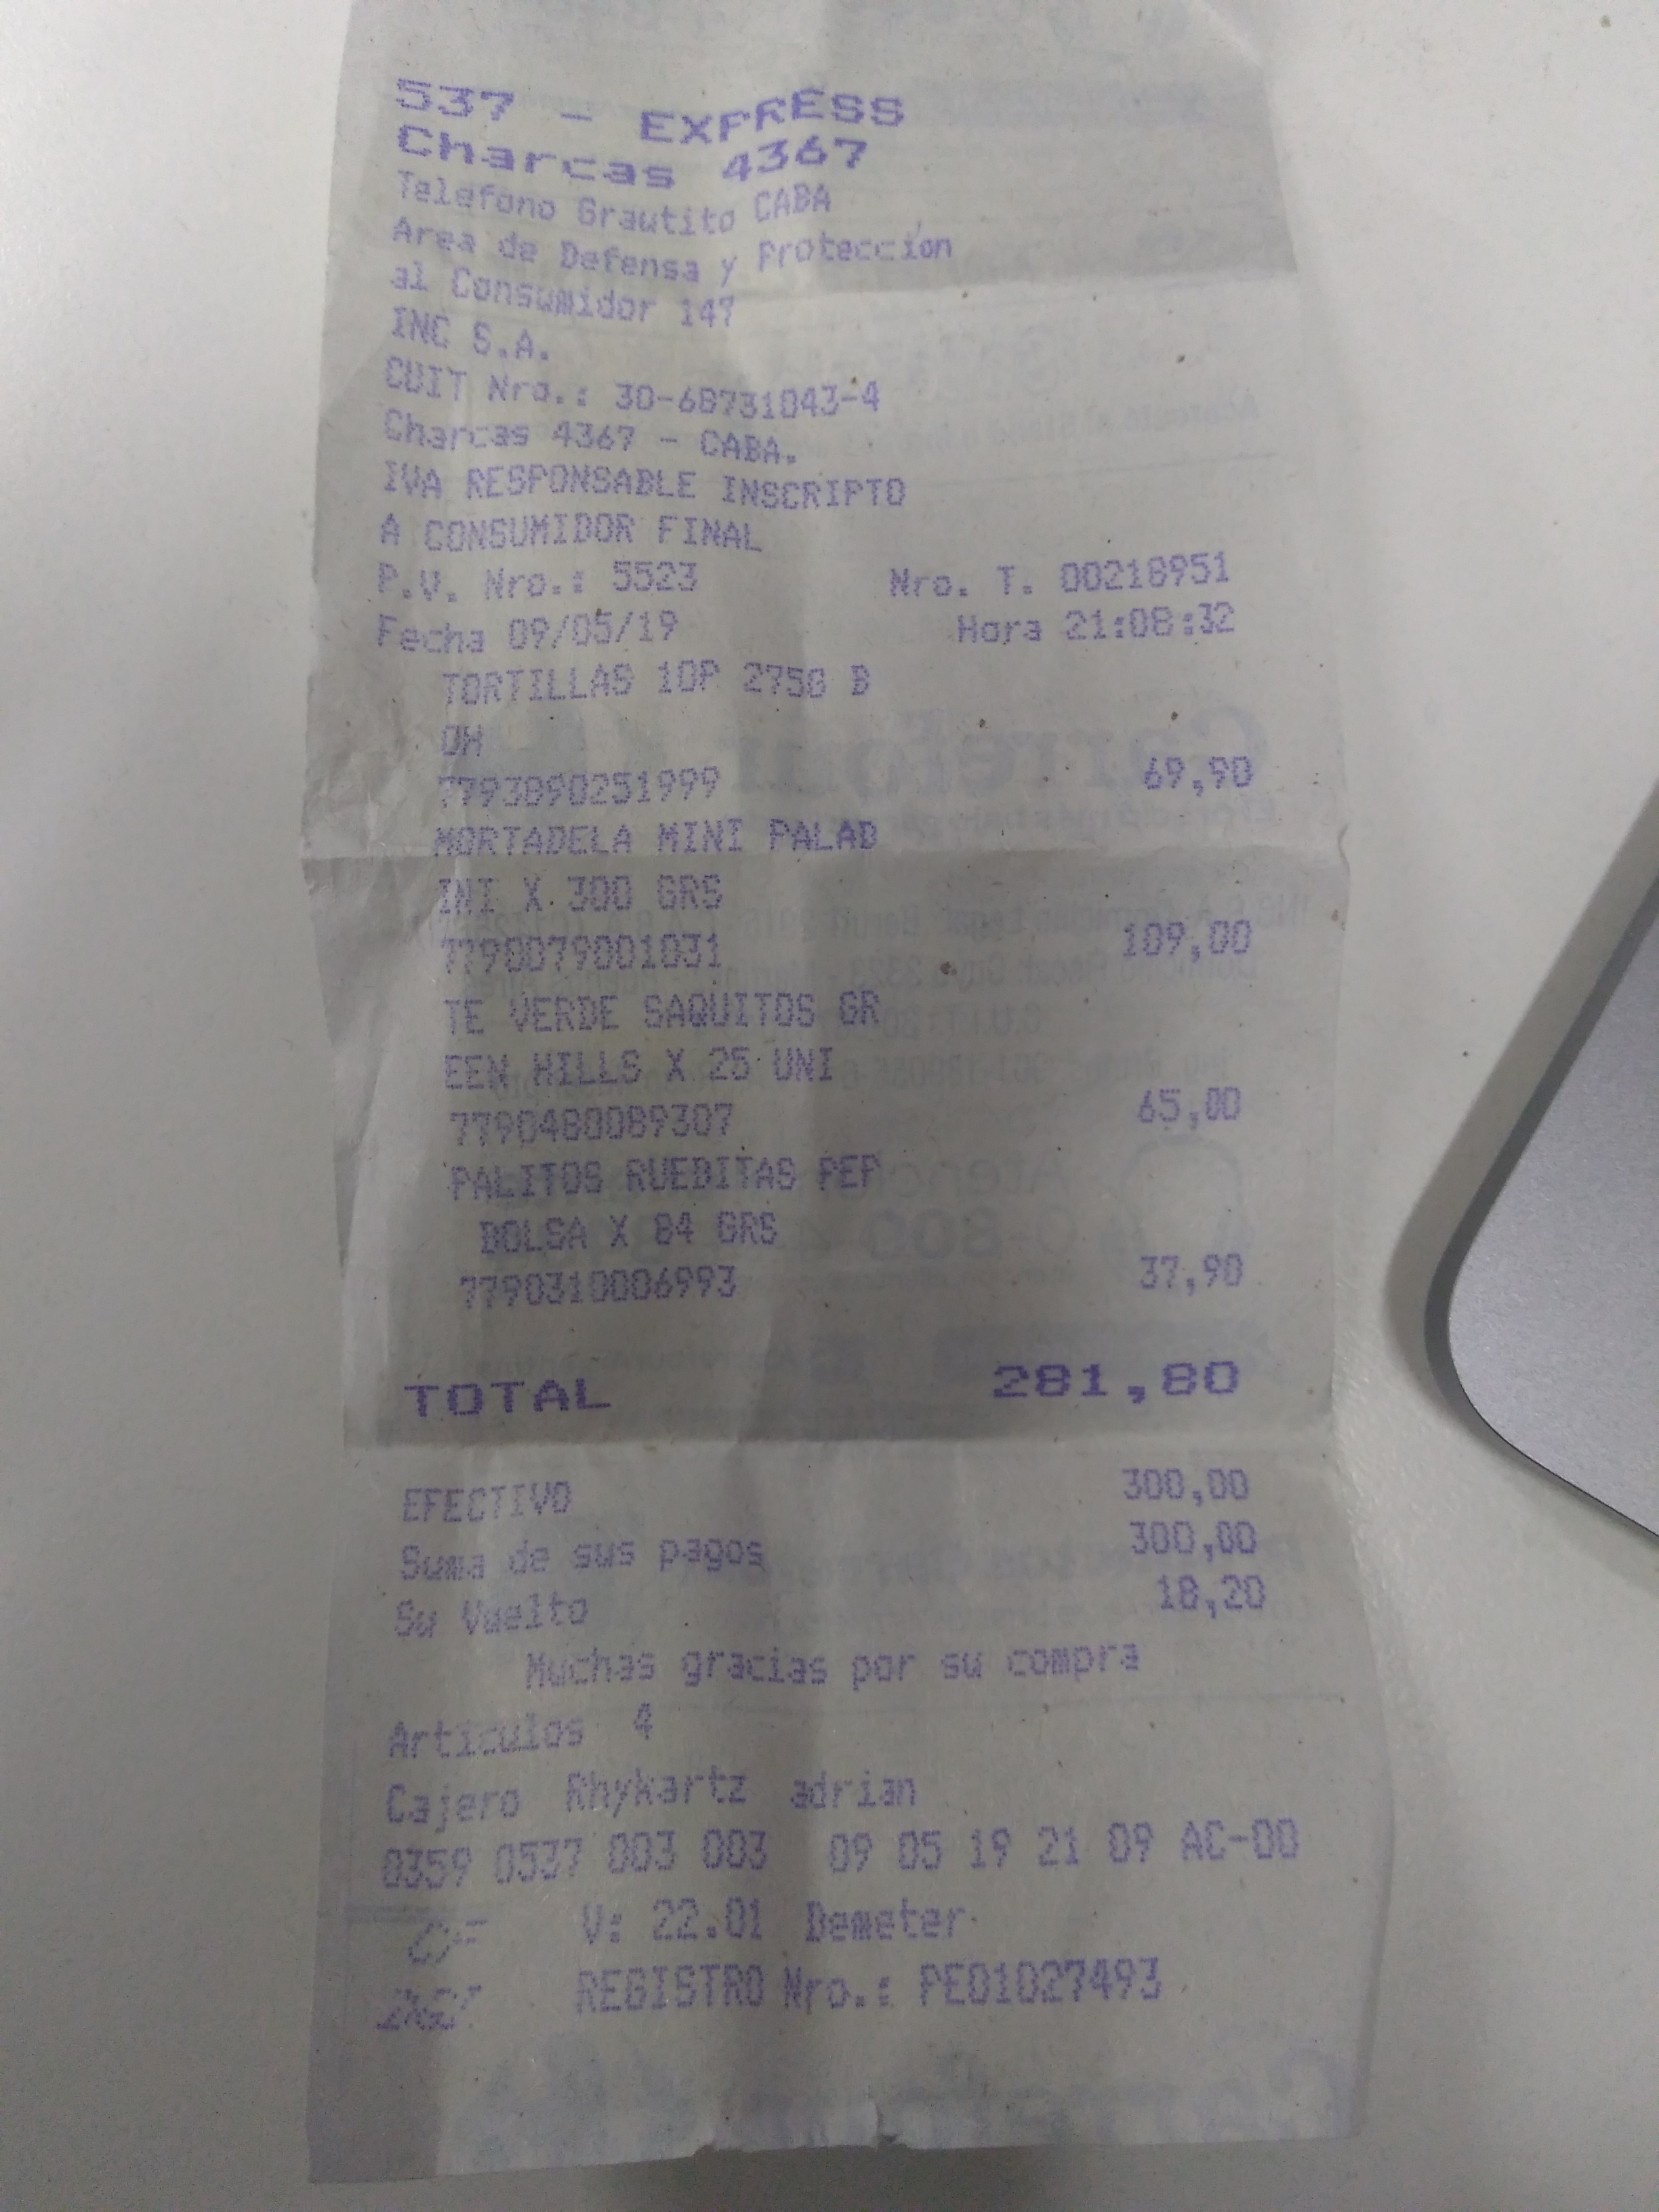 537 - EXPRESS
Charcas 4367
Telefono Grautito CABA
Area de Defensa y Proteccion
al Consumidor 147
INC S.A.
CUIT Nro.: 30-68731043-4
Charcas 4367 - CABA.
IVA RESPONSABLE INSCRIPTO
A CONSUMIDOR FINAL
P.V. Nro.: 5523 Nro. T. 00218951
Fecha 09/05/19 Hora 21:08:32
TORTILLAS 10P 275G B
OH
7793890251999 69,90
MORTADELA MINI PALAD
INI X 300 GRS
7790079001031 109,00
TE VERDE SAQUITOS GR
EEN HILLS X 25 UNI
7790480089307 65,00
PALITOS RUEDITAS PEP
BOLSA X 84 GRS
7790310006993 37,90
TOTAL 281,80
EFECTIVO 300,00
Suma de sus pagos 300,00
Su Vuelto 18,20
Muchas gracias por su compra
Articulos 4
Cajero Rhykartz adrian
0359 0537 003 003 09 05 19 21 09 AC-00
V: 22.01 Demeter
REGISTRO Nro.: PEO1027493
Carrefour